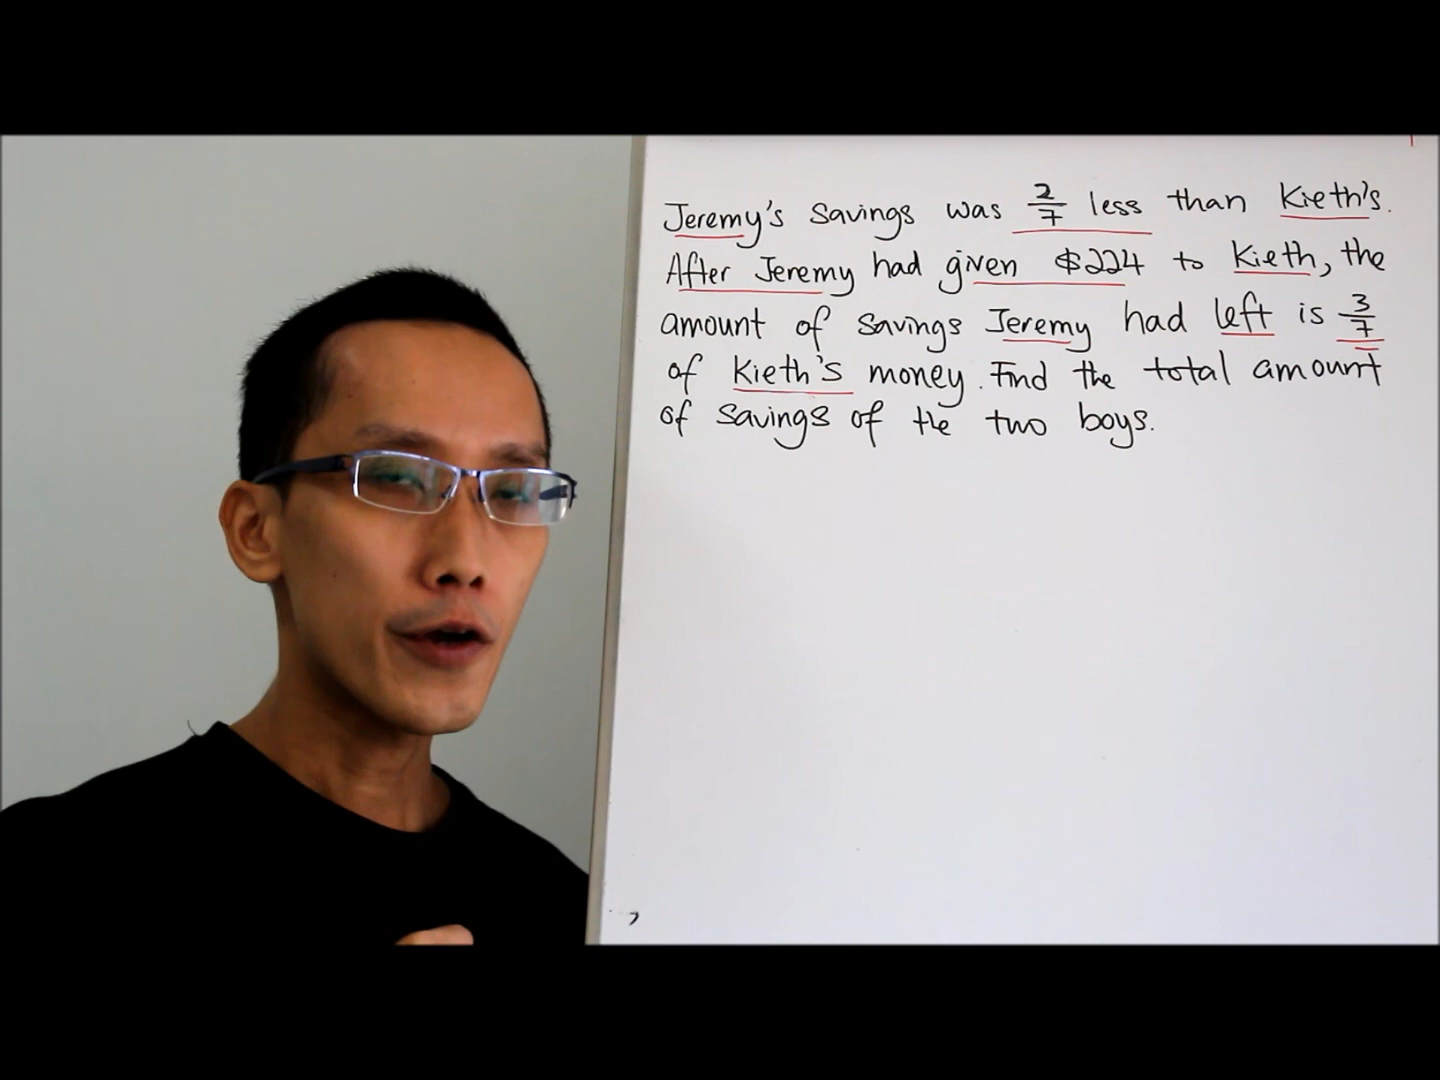 Jeremy's savings was 2/7 less than Kieth's.
After Jeremy had given $224 to Kieth, the
amount of savings Jeremy had left is 3/7
of Kieth's money. Find the total amount
of savings of the two boys.